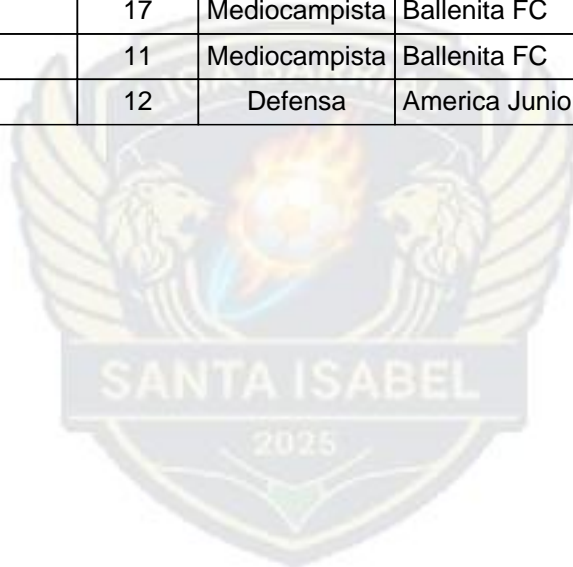 17 Mediocampista Ballenita FC
11 Mediocampista Ballenita FC
12 Defensa America Junio
SANTA ISABEL
2025